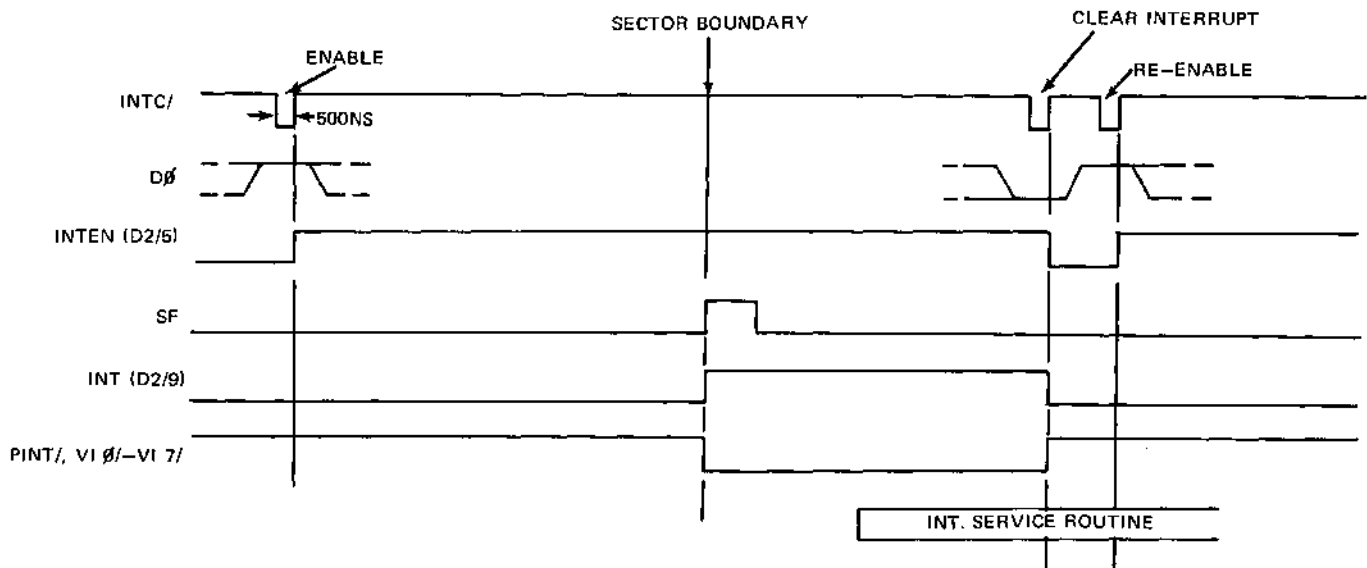 SECTOR BOUNDARY
CLEAR INTERRUPT
ENABLE
RE–ENABLE
INTC/
500NS
DØ
INTEN (D2/5)
SF
INT (D2/9)
PINT/, VI Ø/–VI 7/
INT. SERVICE ROUTINE